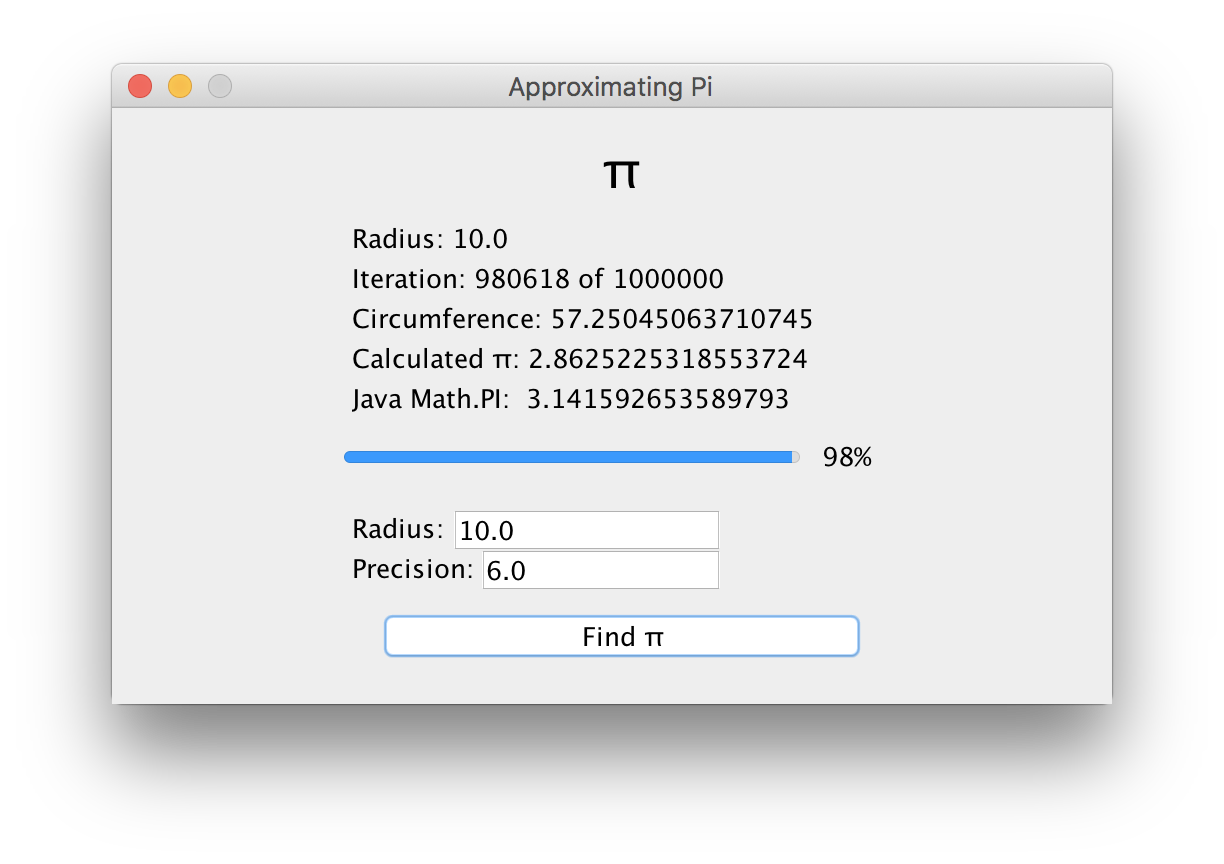 Approximating Pi
π
Radius: 10.0
Iteration: 980618 of 1000000
Circumference: 57.25045063710745
Calculated π: 2.8625225318553724
Java Math.PI:  3.141592653589793
98%
Radius: 10.0
Precision: 6.0
Find π